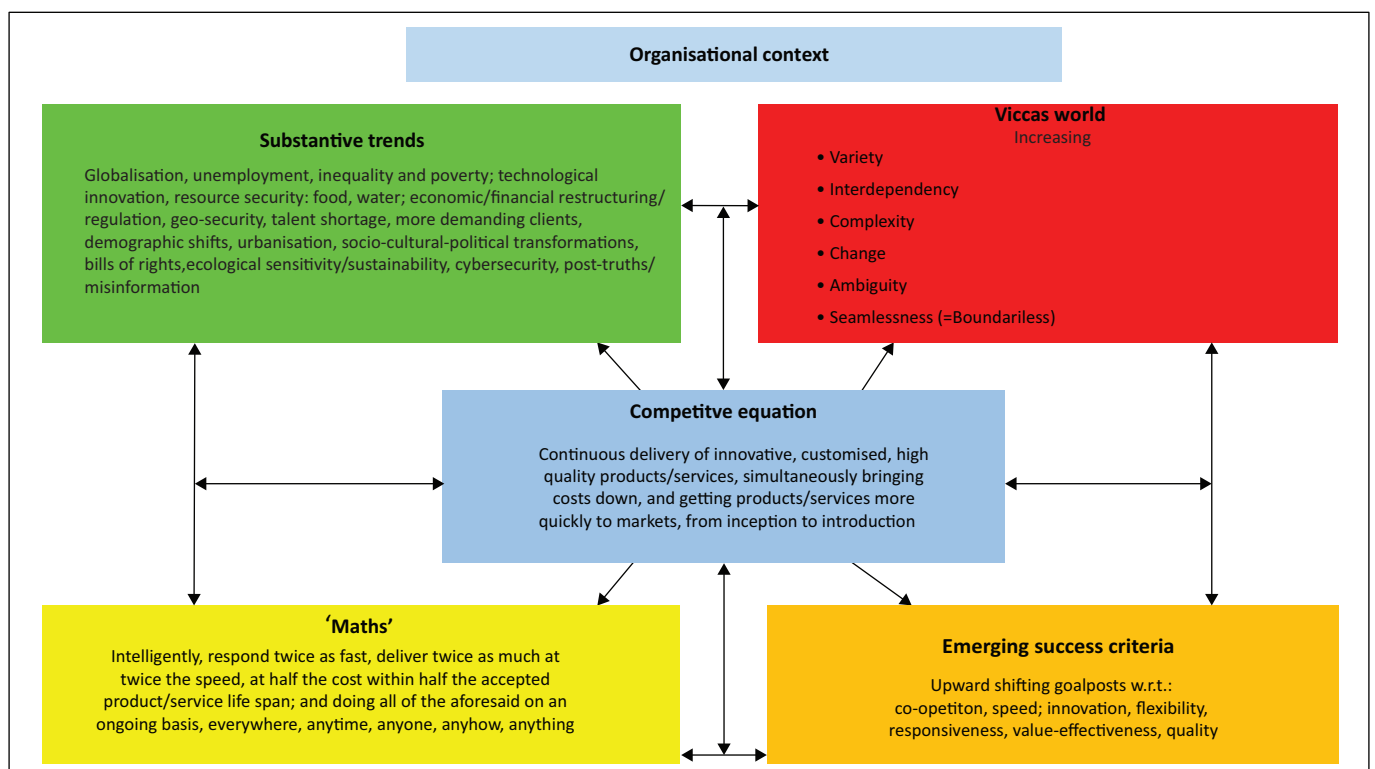 Organisational context
Substantive trends
Globalisation, unemployment, inequality and poverty; technological
innovation, resource security: food, water; economic/financial restructuring/
regulation, geo-security, talent shortage, more demanding clients,
demographic shifts, urbanisation, socio-cultural-political transformations,
bills of rights,ecological sensitivity/sustainability, cybersecurity, post-truths/
misinformation
Viccas world
Increasing
• Variety
• Interdependency
• Complexity
• Change
• Ambiguity
• Seamlessness (=Boundariless)
Competitve equation
Continuous delivery of innovative, customised, high
quality products/services, simultaneously bringing
costs down, and getting products/services more
quickly to markets, from inception to introduction
‘Maths’
Intelligently, respond twice as fast, deliver twice as much at
twice the speed, at half the cost within half the accepted
product/service life span; and doing all of the aforesaid on an
ongoing basis, everywhere, anytime, anyone, anyhow, anything
Emerging success criteria
Upward shifting goalposts w.r.t.:
co-opetiton, speed; innovation, flexibility,
responsiveness, value-effectiveness, quality